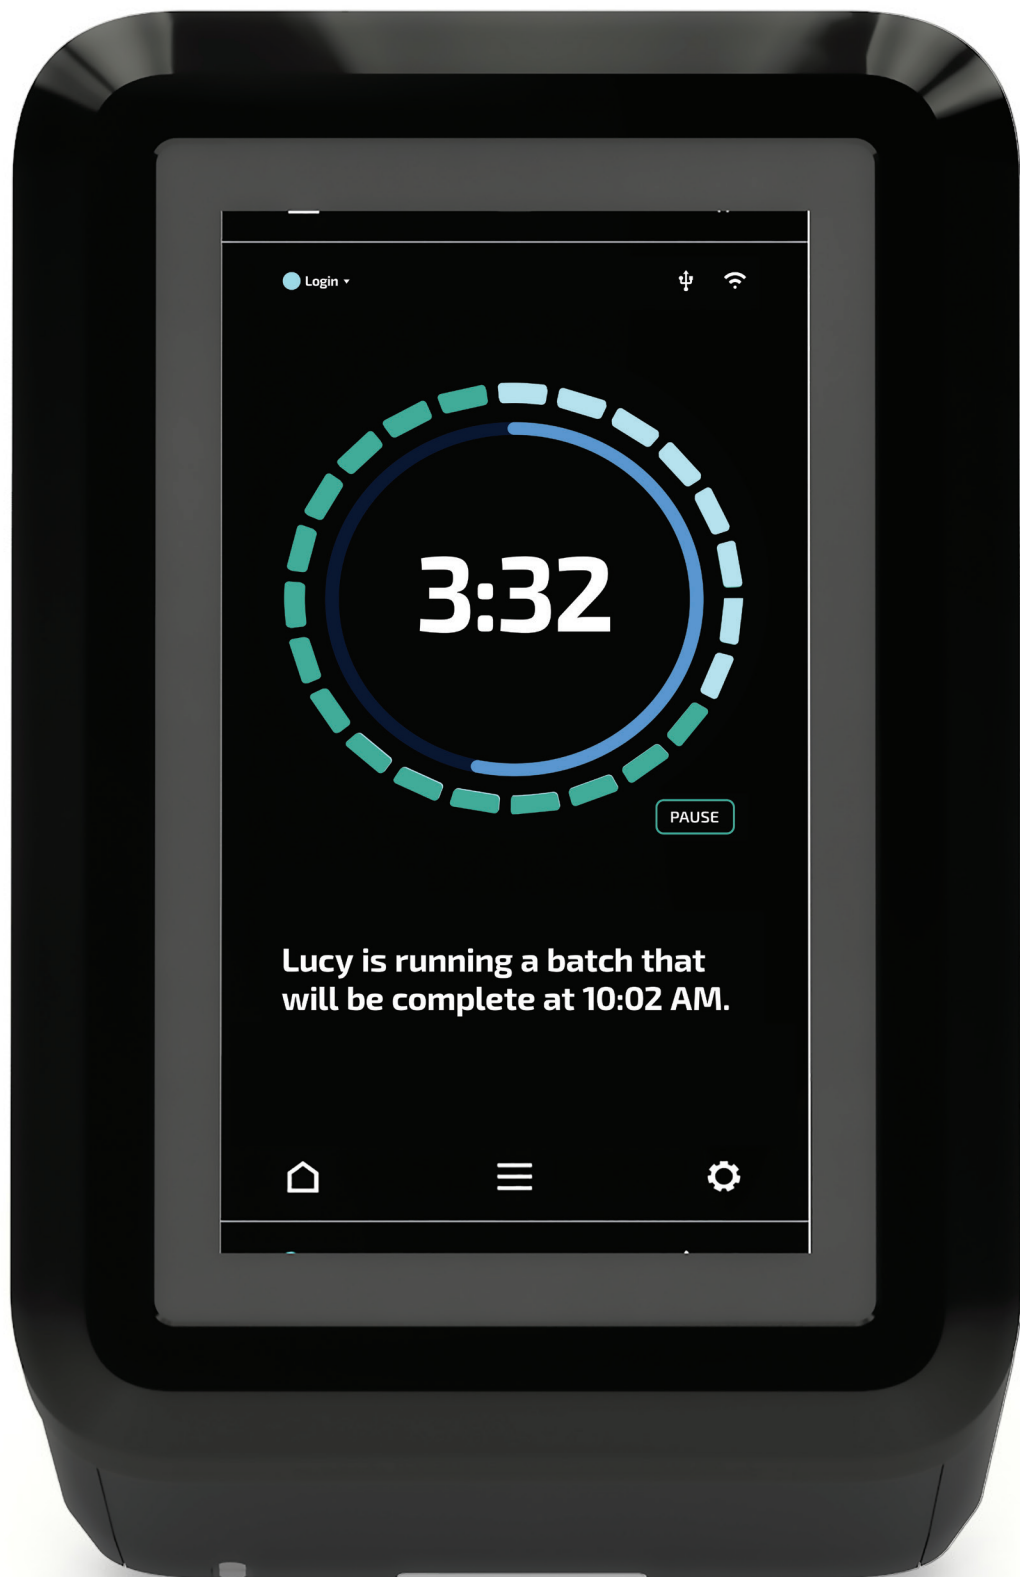 Login
3:32
PAUSE
Lucy is running a batch that
will be complete at 10:02 AM.